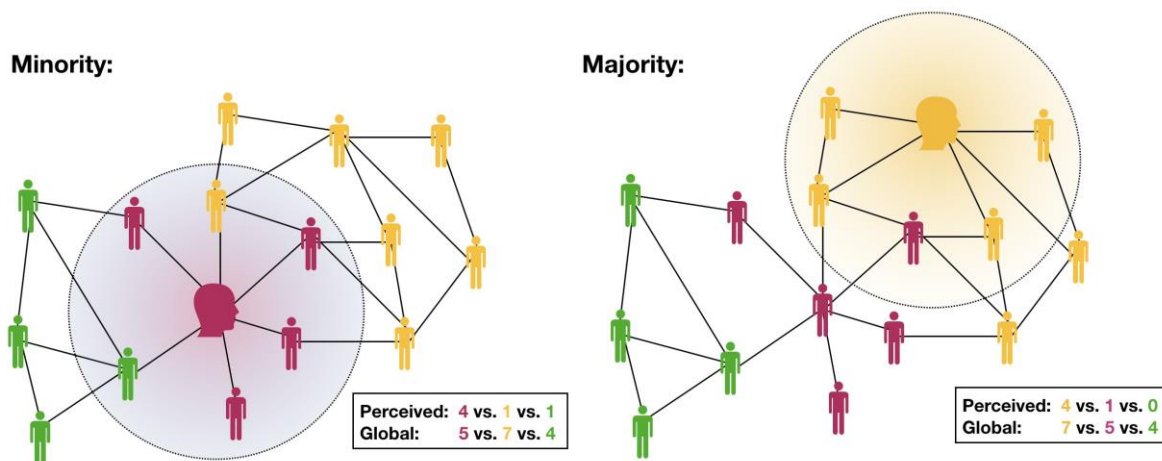 Minority:
Perceived: 4 vs. 1 vs. 1
Global: 5 vs. 7 vs. 4
Majority:
Perceived: 4 vs. 1 vs. 0
Global: 7 vs. 5 vs. 4